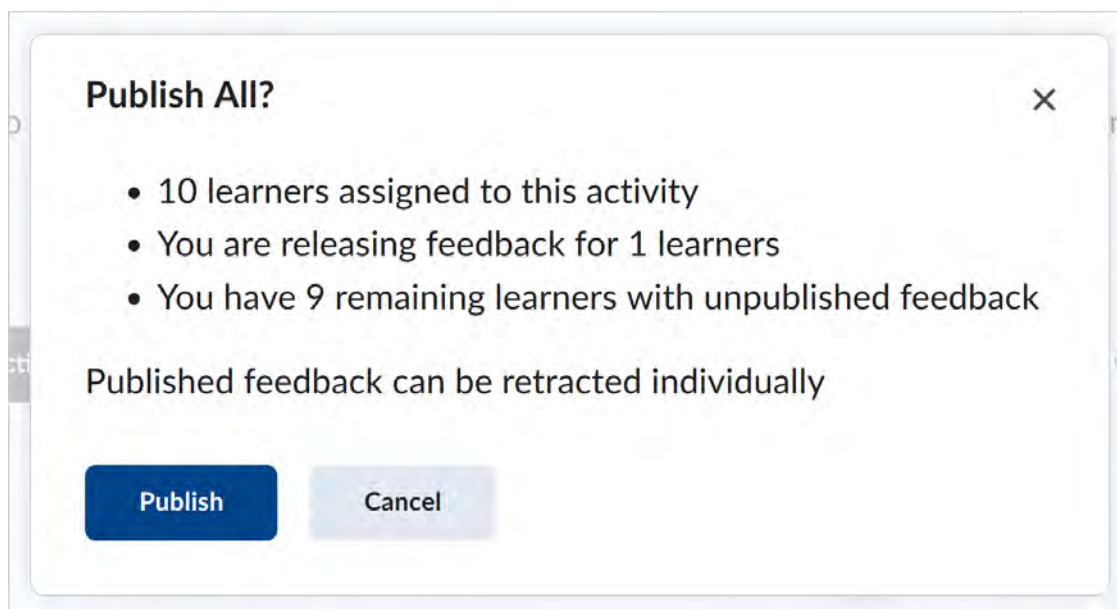 Publish All?
• 10 learners assigned to this activity
• You are releasing feedback for 1 learners
• You have 9 remaining learners with unpublished feedback
Published feedback can be retracted individually
Publish
Cancel